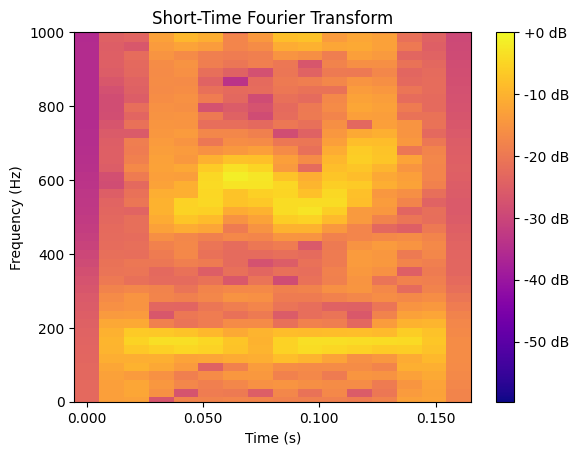 Short-Time Fourier Transform
1000
800
600
400
200
0
Frequency (Hz)
0.000
0.050
0.100
0.150
Time (s)
+0 dB
-10 dB
-20 dB
-30 dB
-40 dB
-50 dB